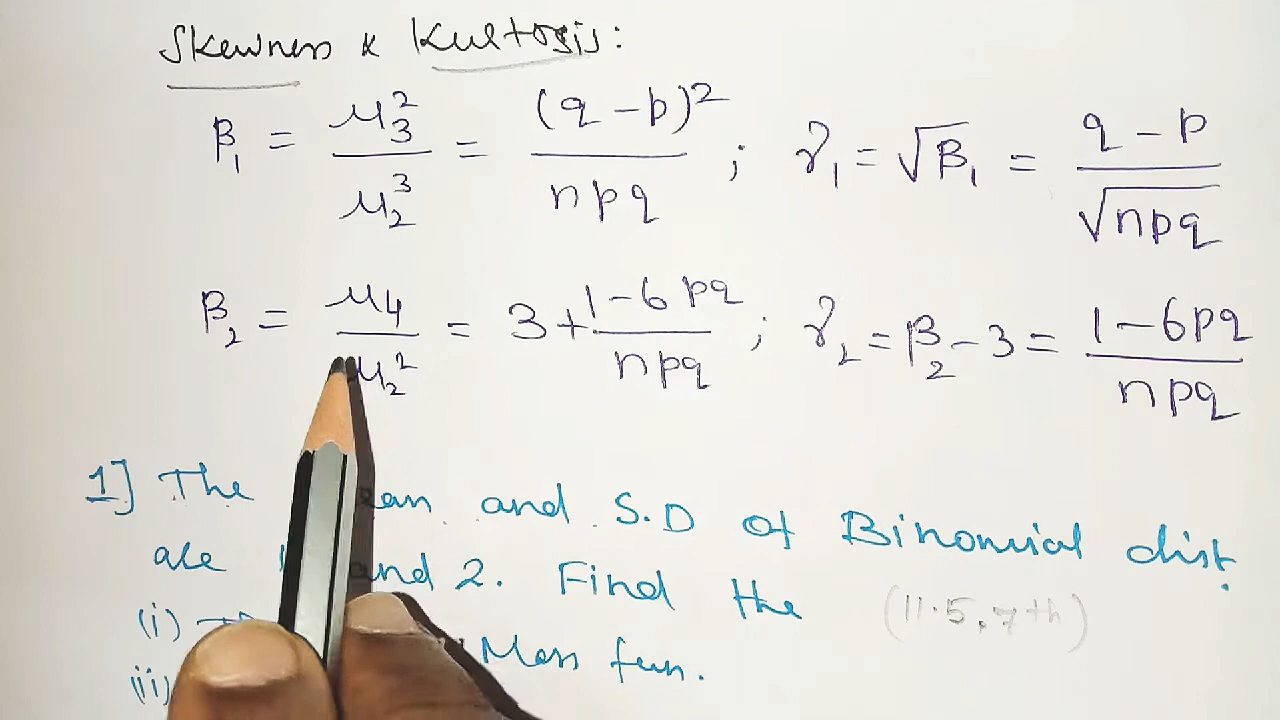 Skewness & Kurtosis:
β₁ = μ₃² / μ₂³ = (q - p)² / npq ; γ₁ = √β₁ = q - p / √npq
β₂ = μ₄ / μ₂² = 3 + 1 - 6pq / npq ; γ₂ = β₂ - 3 = 1 - 6pq / npq
1] The and S.D of Binomial dist.
are and 2. Find the (11.5, 7th)
(i) Mass fun.
(ii)